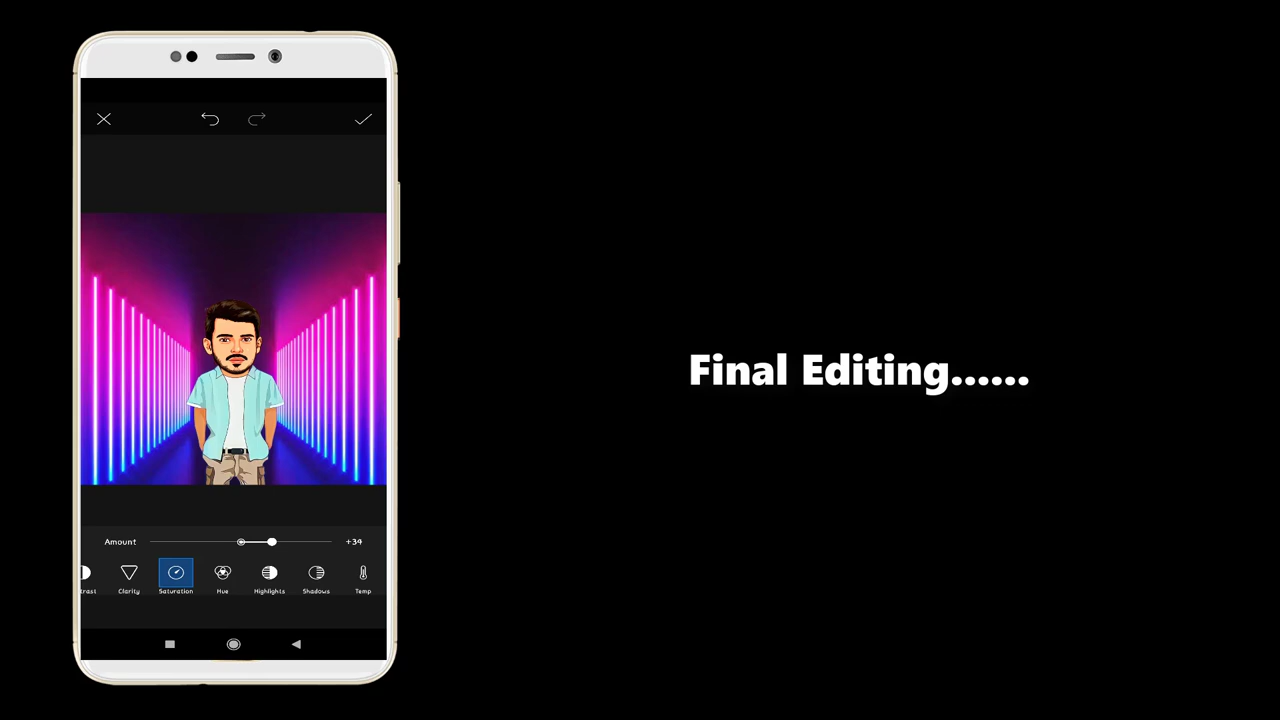 Final Editing......
Amount +34
trast Clarity Saturation Hue Highlights Shadows Temp